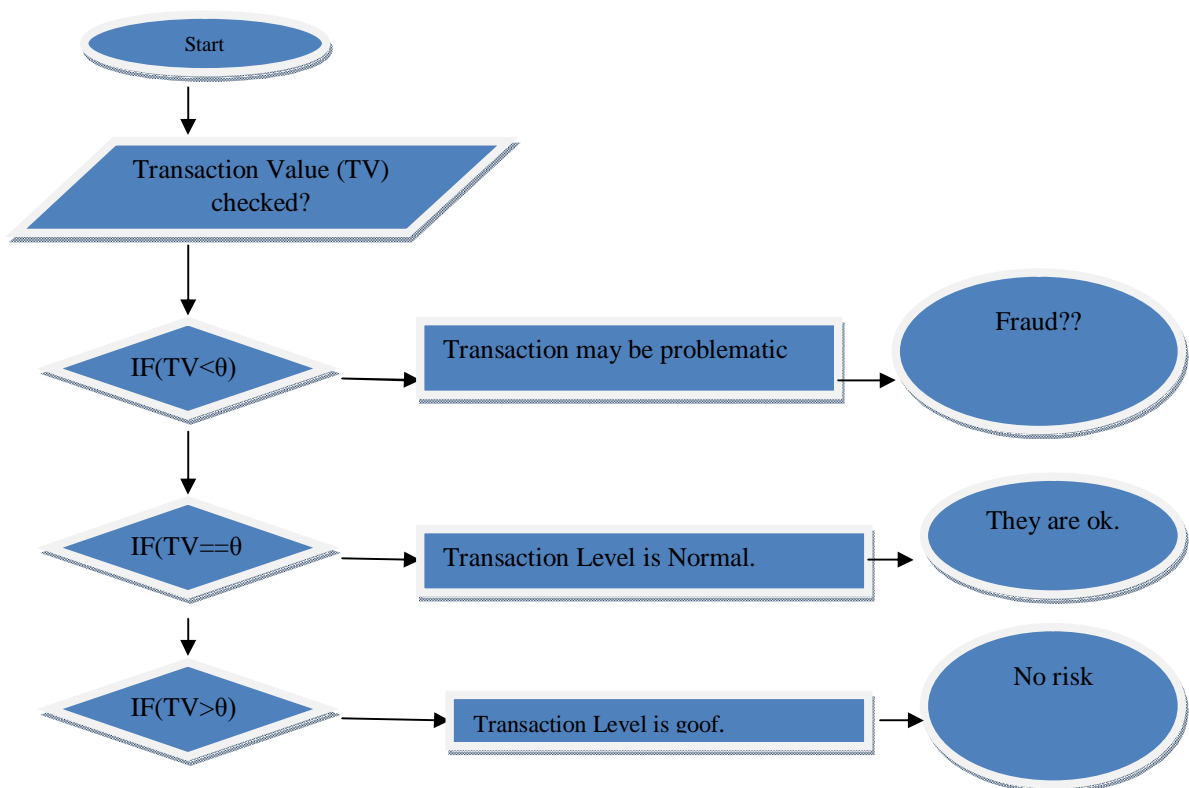 Start
Transaction Value (TV)
checked?
IF(TV<θ)
Transaction may be problematic
Fraud??
IF(TV==θ
Transaction Level is Normal.
They are ok.
IF(TV>θ)
Transaction Level is goof.
No risk